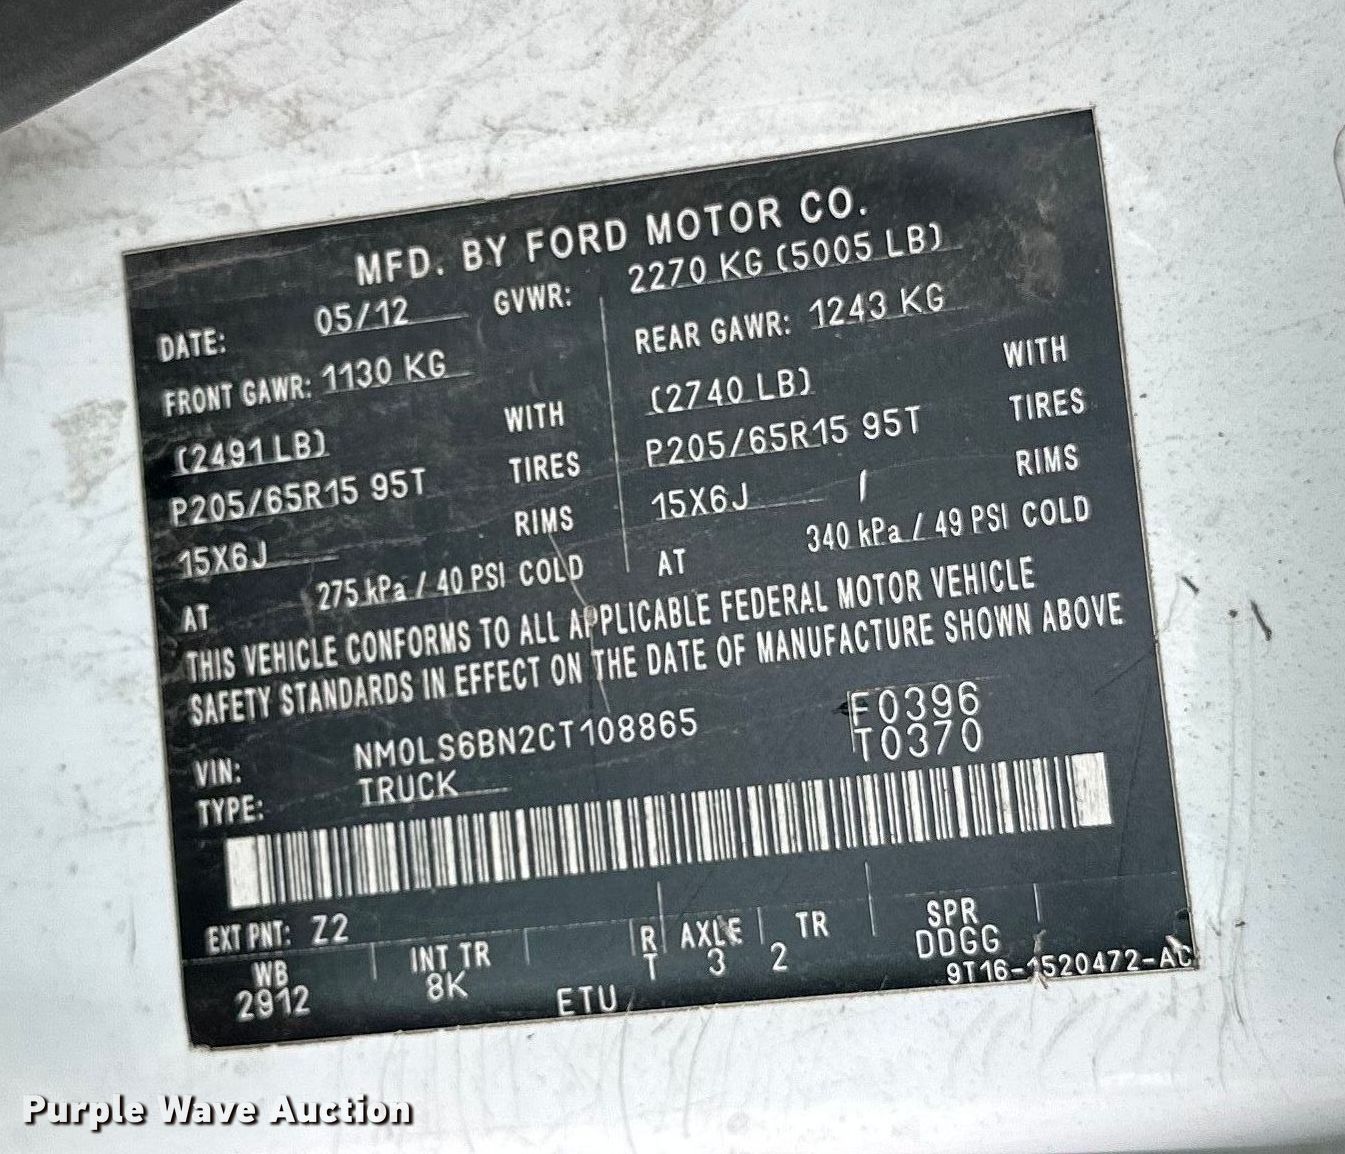 MFD. BY FORD MOTOR CO.
DATE: 05/12 GVWR: 2270 KG (5005 LB)
FRONT GAWR: 1130 KG REAR GAWR: 1243 KG
(2491 LB) WITH (2740 LB) WITH
P205/65R15 95T TIRES P205/65R15 95T TIRES
15X6J RIMS 15X6J RIMS
AT 275 kPa / 40 PSI COLD AT 340 kPa / 49 PSI COLD
THIS VEHICLE CONFORMS TO ALL APPLICABLE FEDERAL MOTOR VEHICLE
SAFETY STANDARDS IN EFFECT ON THE DATE OF MANUFACTURE SHOWN ABOVE
VIN: NM0LS6BN2CT108865 F0396
TYPE: TRUCK T0370
EXT PNT: Z2 RT AXLE TR SPR
WB INT TR 3 2 DDGG
2912 8K ETU 9T16-1520472-AC
Purple Wave Auction